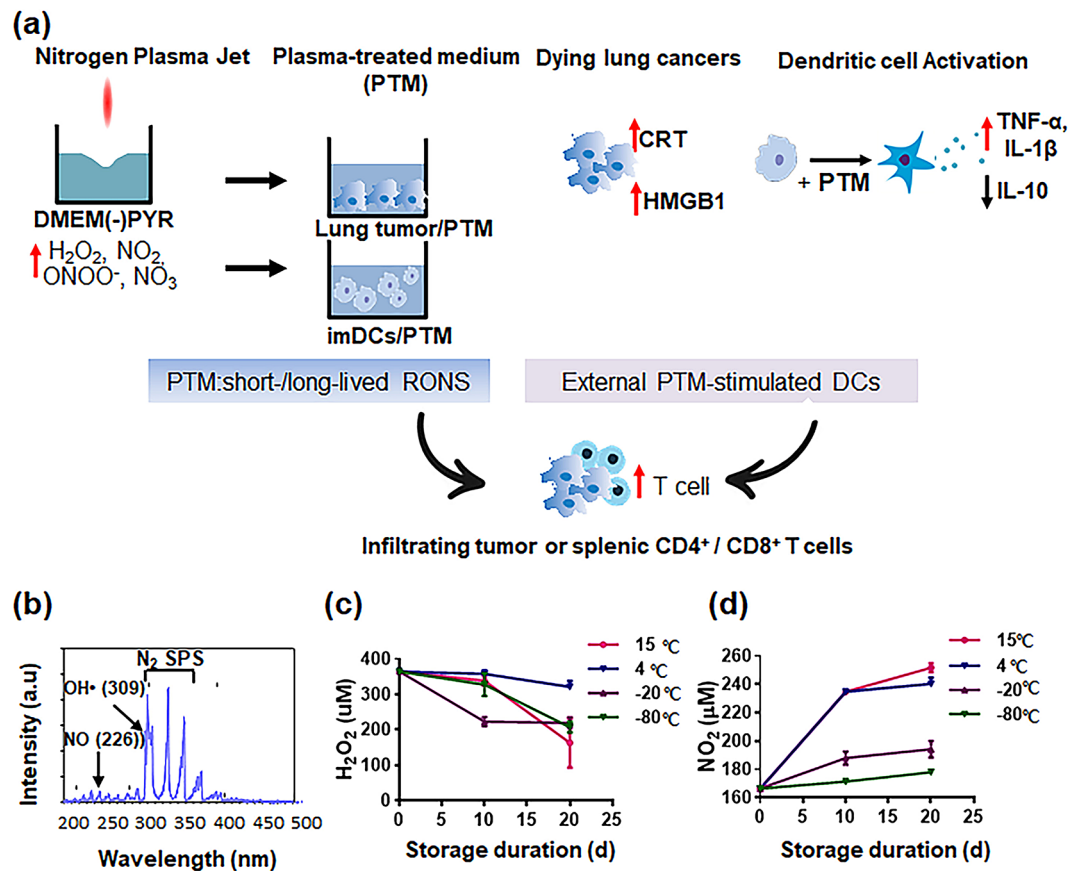 (a)
Nitrogen Plasma Jet
Plasma-treated medium
(PTM)
Dying lung cancers
Dendritic cell Activation
DMEM(-)PYR
H₂O₂, NO₂,
ONOO⁻, NO₃
Lung tumor/PTM
imDCs/PTM
CRT
HMGB1
+ PTM
TNF-α,
IL-1β
IL-10
PTM:short-/long-lived RONS
External PTM-stimulated DCs
T cell
Infiltrating tumor or splenic CD4⁺ / CD8⁺ T cells
(b)
N₂ SPS
OH• (309)
NO (226))
Intensity (a.u)
200 250 300 350 400 450 500
Wavelength (nm)
(c)
15 ℃
4 ℃
-20 ℃
-80℃
H₂O₂ (uM)
400
300
200
100
0
0 5 10 15 20 25
Storage duration (d)
(d)
15℃
4 ℃
-20℃
-80℃
NO₂ (μM)
260
240
220
200
180
160
0 5 10 15 20 25
Storage duration (d)